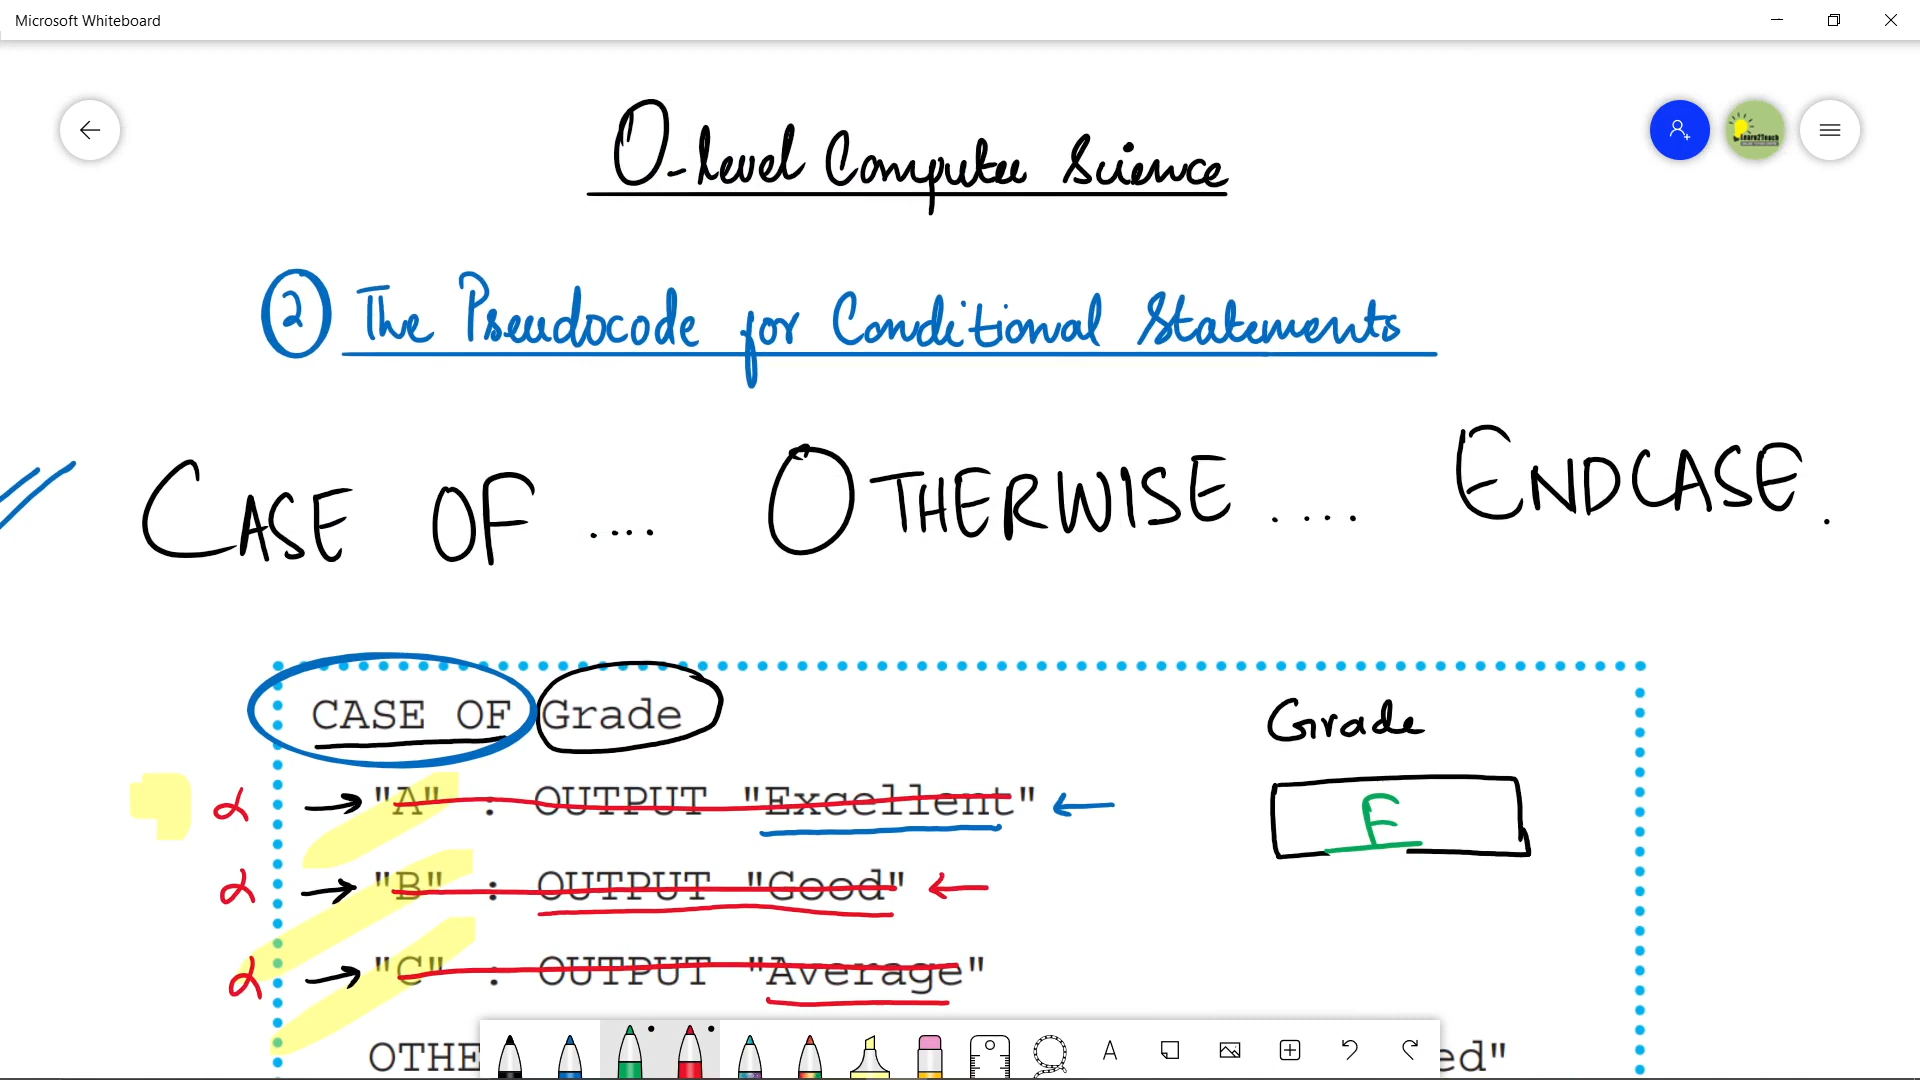 Microsoft Whiteboard
O-level Computer Science
Learn2Teach
2 The Pseudocode for Conditional Statements
CASE OF .... OTHERWISE .... ENDCASE.
CASE OF Grade
Grade
"A" : OUTPUT "Excellent"
E
"B" : OUTPUT "Good"
"C" : OUTPUT "Average"
OTHE
ed"